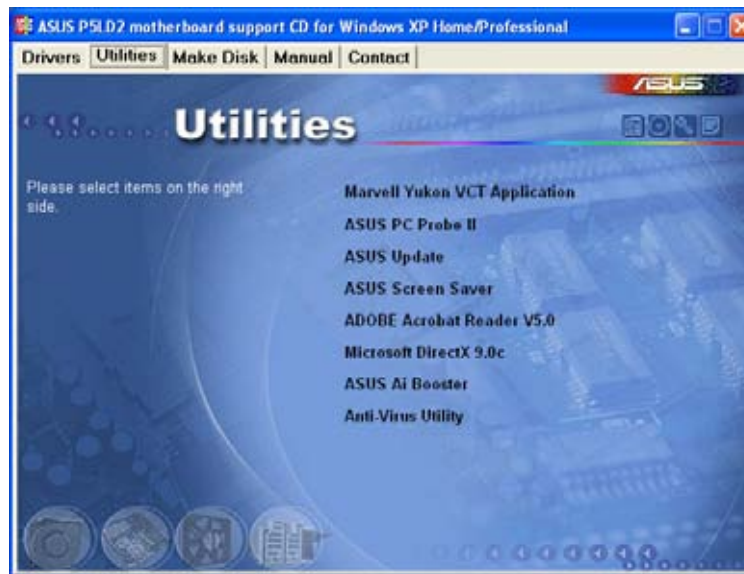 ASUS P5LD2 motherboard support CD for Windows XP Home/Professional
Drivers Utilities Make Disk Manual Contact
ASUS
Utilities
Please select items on the right
side.
Marvell Yukon VCT Application
ASUS PC Probe II
ASUS Update
ASUS Screen Saver
ADOBE Acrobat Reader V5.0
Microsoft DirectX 9.0c
ASUS Ai Booster
Anti-Virus Utility